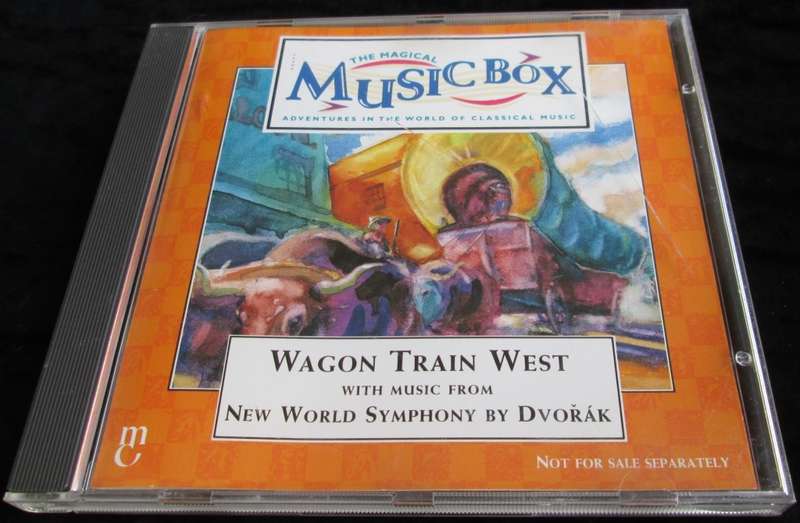 THE MAGICAL
MUSIC BOX
ADVENTURES IN THE WORLD OF CLASSICAL MUSIC
WAGON TRAIN WEST
WITH MUSIC FROM
NEW WORLD SYMPHONY BY DVOŘÁK
mc
NOT FOR SALE SEPARATELY